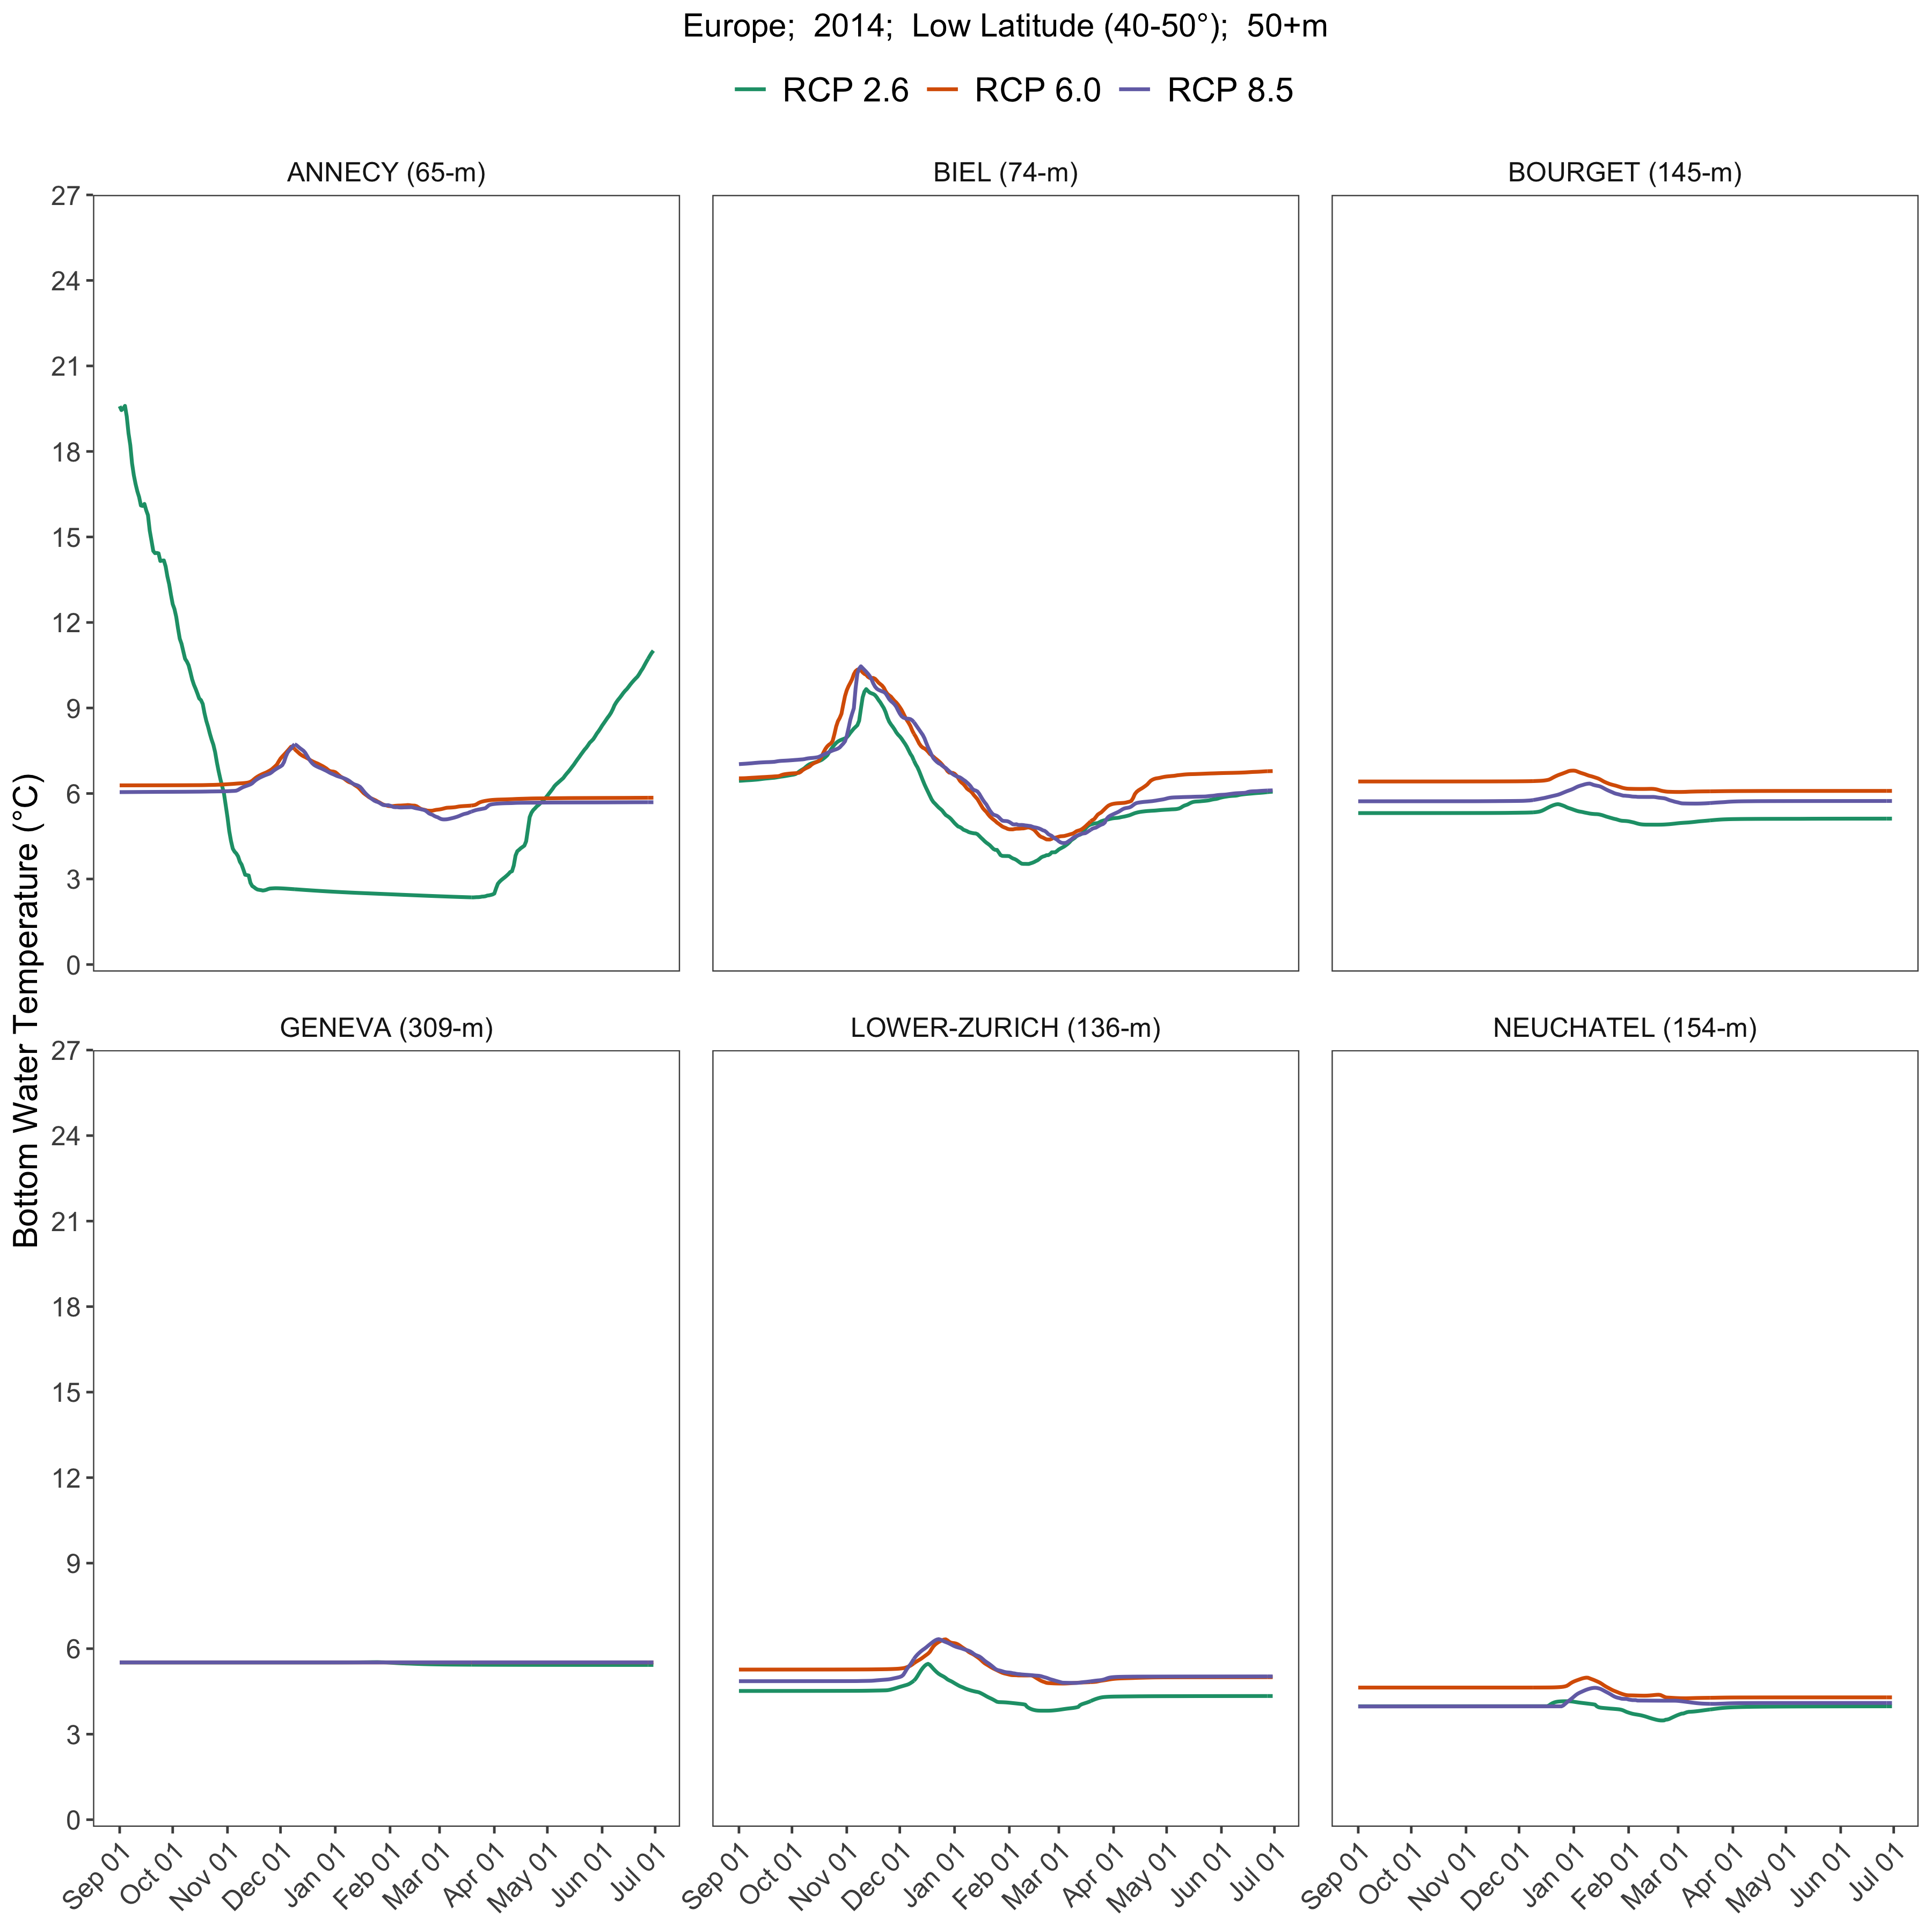 Europe;  2014;  Low Latitude (40-50°);  50+m
RCP 2.6 RCP 6.0 RCP 8.5
ANNECY (65-m) BIEL (74-m) BOURGET (145-m)
27
24
21
18
15
12
9
6
3
0
Bottom Water Temperature (°C)
GENEVA (309-m) LOWER-ZURICH (136-m) NEUCHATEL (154-m)
27
24
21
18
15
12
9
6
3
0
Sep 01 Oct 01 Nov 01 Dec 01 Jan 01 Feb 01 Mar 01 Apr 01 May 01 Jun 01 Jul 01
Sep 01 Oct 01 Nov 01 Dec 01 Jan 01 Feb 01 Mar 01 Apr 01 May 01 Jun 01 Jul 01
Sep 01 Oct 01 Nov 01 Dec 01 Jan 01 Feb 01 Mar 01 Apr 01 May 01 Jun 01 Jul 01